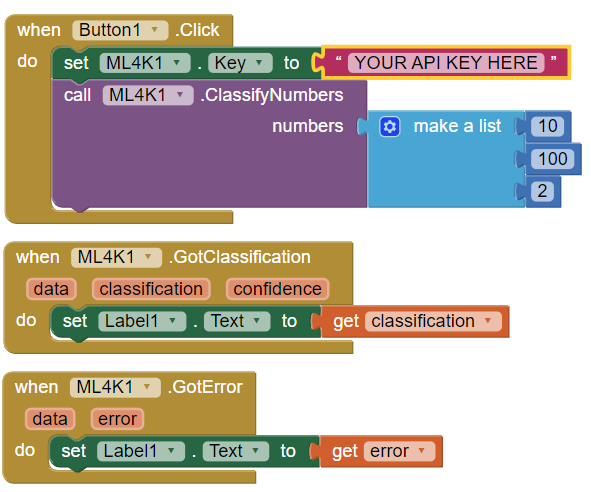 when Button1 .Click
do set ML4K1 . Key to “ YOUR API KEY HERE ”
call ML4K1 .ClassifyNumbers
numbers make a list 10
100
2
when ML4K1 .GotClassification
data classification confidence
do set Label1 . Text to get classification
when ML4K1 .GotError
data error
do set Label1 . Text to get error